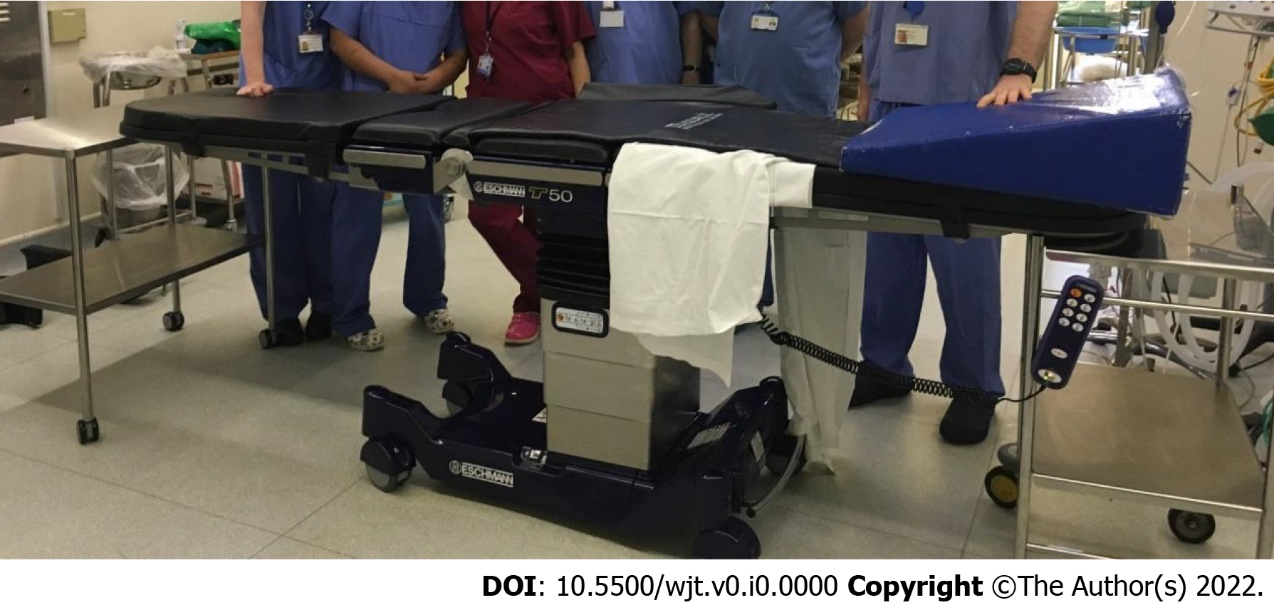 ESCHMANN T50
ESCHMANN
DOI: 10.5500/wjt.v0.i0.0000 Copyright ©The Author(s) 2022.